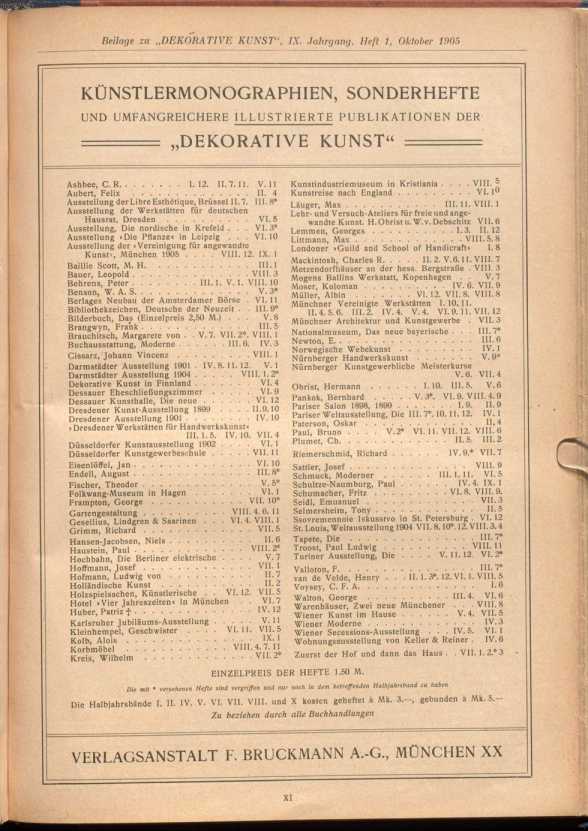 Beilage zu „DEKORATIVE KUNST“, IX. Jahrgang, Heft 1, Oktober 1905
KÜNSTLERMONOGRAPHIEN, SONDERHEFTE
UND UMFANGREICHERE ILLUSTRIERTE PUBLIKATIONEN DER
„DEKORATIVE KUNST“
Ashbee, C. R. . . . . . . . I. 12. II. 7. 11. V. 11
Aubert, Felix . . . . . . . . . . . . II. 4
Ausstellung der Libre Esthétique, Brüssel II. 7. III. 8*
Ausstellung der Werkstätten für deutschen
Hausrat, Dresden . . . . . . . . . VI. 5
Ausstellung, Die nordische in Krefeld . . . VI. 3*
Ausstellung ›Die Pflanze‹ in Leipzig . . . VI. 10
Ausstellung der ›Vereinigung für angewandte
Kunst‹, München 1905 . . . . . VIII. 12. IX. 1
Baillie Scott, M. H. . . . . . . . . . III. 1
Bauer, Leopold . . . . . . . . . . VIII. 3
Behrens, Peter . . . . . . III. 1. V. 1. VIII. 10
Benson, W. A. S. . . . . . . . . . . V. 3*
Berlages Neubau der Amsterdamer Börse . VI. 11
Bibliothekzeichen, Deutsche der Neuzeit . . III. 9*
Bilderbuch, Das (Einzelpreis 2,50 M.) . . . V. 8
Brangwyn, Frank . . . . . . . . . . III. 5
Brauchitsch, Margarete von . . V. 7. VII. 2*. VIII. 1
Buchausstattung, Moderne . . . . III. 6. IV. 3
Cissarz, Johann Vincenz . . . . . . . VIII. 1
Darmstädter Ausstellung 1901 . IV. 8. 11. 12. V. 1
Darmstädter Ausstellung 1904 . . . . VIII. 1. 2*
Dekorative Kunst in Finnland . . . . . . VI. 4
Dessauer Eheschließungszimmer . . . . . VI. 9
Dessauer Kunsthalle, Die neue . . . . . VI. 12
Dresdener Kunst-Ausstellung 1899 . . . II. 9, 10
Dresdener Ausstellung 1901 . . . . . . IV. 10
›Dresdener Werkstätten für Handwerkskunst‹
III. 1. 5. IV. 10. VII. 4
Düsseldorfer Kunstausstellung 1902 . . . . VI. 1
Düsseldorfer Kunstgewerbeschule . . . . VII. 11
Eisenlöffel, Jan . . . . . . . . . . . VI. 10
Endell, August . . . . . . . . . . . III. 8*
Fischer, Theodor . . . . . . . . . . V. 5*
Folkwang-Museum in Hagen . . . . . . VI. 1
Frampton, George . . . . . . . . . VII. 10*
Gartengestaltung . . . . . . . . VIII. 4. 6. 11
Gesellius, Lindgren & Saarinen . . VI. 4. VIII. 1
Grimm, Richard . . . . . . . . . . VII. 5
Hansen-Jacobsen, Niels . . . . . . . . II. 6
Haustein, Paul . . . . . . . . . . VIII. 2*
Hochbahn, Die Berliner elektrische . . . . V. 7
Hoffmann, Josef . . . . . . . . . . VII. 1
Hofmann, Ludwig von . . . . . . . . II. 7
Holländische Kunst . . . . . . . . . II. 2
Holzspielsachen, Künstlerische . . VI. 12. VII. 5
Hotel ›Vier Jahreszeiten‹ in München . . . VI. 7
Huber, Patriz † . . . . . . . . . . . IV. 12
Karlsruher Jubiläums-Ausstellung . . . . V. 11
Kleinhempel, Geschwister . . . . VI. 11. VII. 5
Kolb, Alois . . . . . . . . . . . . IX. 1
Korbmöbel . . . . . . . . . . VIII. 4. 7. 11
Kreis, Wilhelm . . . . . . . . . . . VII. 2*
Kunstindustriemuseum in Kristiania . . . . VIII. 5
Kunstreise nach England . . . . . . . VI. 10
Läuger, Max . . . . . . . . . III. 11. VIII. 1
Lehr- und Versuch-Ateliers für freie und ange-
wandte Kunst. H. Obrist u. W. v. Debschitz VII. 6
Lemmen, Georges . . . . . . . . I. 3. II. 12
Littmann, Max . . . . . . . . . . VIII. 5. 8
Londoner ›Guild and School of Handicraft‹ . I. 8
Mackintosh, Charles R. . . . . II. 2. V. 6. 11. VIII. 7
Metzendorfhäuser an der hess. Bergstraße . VIII. 3
Mogens Ballins Werkstatt, Kopenhagen . . V. 7
Moser, Koloman . . . . . . . . IV. 6. VII. 9
Müller, Albin . . . . . . VI. 12. VII. 8. VIII. 8
Münchner Vereinigte Werkstätten . I. 10, 11.
II. 4. 5. 6. III. 2. IV. 4. V. 4. VI. 9. 11. VII. 12
Münchner Architektur und Kunstgewerbe . VII. 3
Nationalmuseum, Das neue bayerische . . . III. 7*
Newton, E. . . . . . . . . . . . . III. 6
Norwegische Webekunst . . . . . . . IV. 1
Nürnberger Handwerkskunst . . . . . . V. 9*
Nürnberger Kunstgewerbliche Meisterkurse
V. 6. VII. 4
Obrist, Hermann . . . . . . I. 10. III. 5. V. 6
Pankok, Bernhard . . . . V. 3*. VI. 9. VIII. 4. 9
Pariser Salon 1898, 1899 . . . . . I. 9. II. 9
Pariser Weltausstellung, Die III. 7*. 10. 11. 12. IV. 1
Paterson, Oskar . . . . . . . . . . II, 4
Paul, Bruno . . . . V. 2* VI. 11. VII. 12. VIII. 6
Plumet, Ch. . . . . . . . . . . II. 5. III. 2
Riemerschmid, Richard . . . . . IV. 9.* VII. 7
Sattler, Josef . . . . . . . . . . . VIII. 9
Schmuck, Moderner . . . . . III. 1. 11. VI. 5
Schultze-Naumburg, Paul . . . . . IV. 4. IX. 1
Schumacher, Fritz . . . . . . . VI. 8. VIII. 9.
Seidl, Emanuel . . . . . . . . . . VII. 3
Selmersheim, Tony . . . . . . . . . II. 5
Ssovremennoie Iskusstro in St. Petersburg . VI. 12
St. Louis, Weltausstellung 1904 VII. 8. 10*. 12. VIII. 3. 4
Tapete, Die . . . . . . . . . . . . III. 7*
Troost, Paul Ludwig . . . . . . . . VIII. 11
Turiner Ausstellung, Die . . . V. 11. 12. VI. 2*
Valloton, F. . . . . . . . . . . . III. 7*
van de Velde, Henry . . II. 1. 3*. 12. VI. 1. VIII. 5
Voysey, C. F. A. . . . . . . . . . . I. 6
Walton, George . . . . . . . . III. 4. VI. 6
Warenhäuser, Zwei neue Münchener . . . VIII. 8
Wiener Kunst im Hause . . . . . V. 4. VII. 5
Wiener Moderne . . . . . . . . . . IV. 3
Wiener Secessions-Ausstellung . . . IV. 5. VI. 1
Wohnungsausstellung von Keller & Reiner . IV. 6
Zuerst der Hof und dann das Haus . . VII. 1. 2.* 3
EINZELPREIS DER HEFTE 1.50 M.
Die mit * versehenen Hefte sind vergriffen und nur noch in dem betreffenden Halbjahrsband zu haben
Die Halbjahrsbände I. II. IV. V. VI. VII. VIII. und X kosten geheftet à Mk. 3.—, gebunden à Mk. 5.—
Zu beziehen durch alle Buchhandlungen
VERLAGSANSTALT F. BRUCKMANN A.-G., MÜNCHEN XX
XI